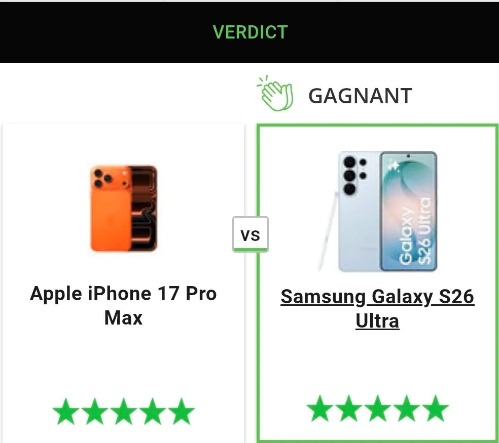 VERDICT
GAGNANT
Apple iPhone 17 Pro
Max
vs
Samsung Galaxy S26
Ultra
Galaxy
S26 Ultra